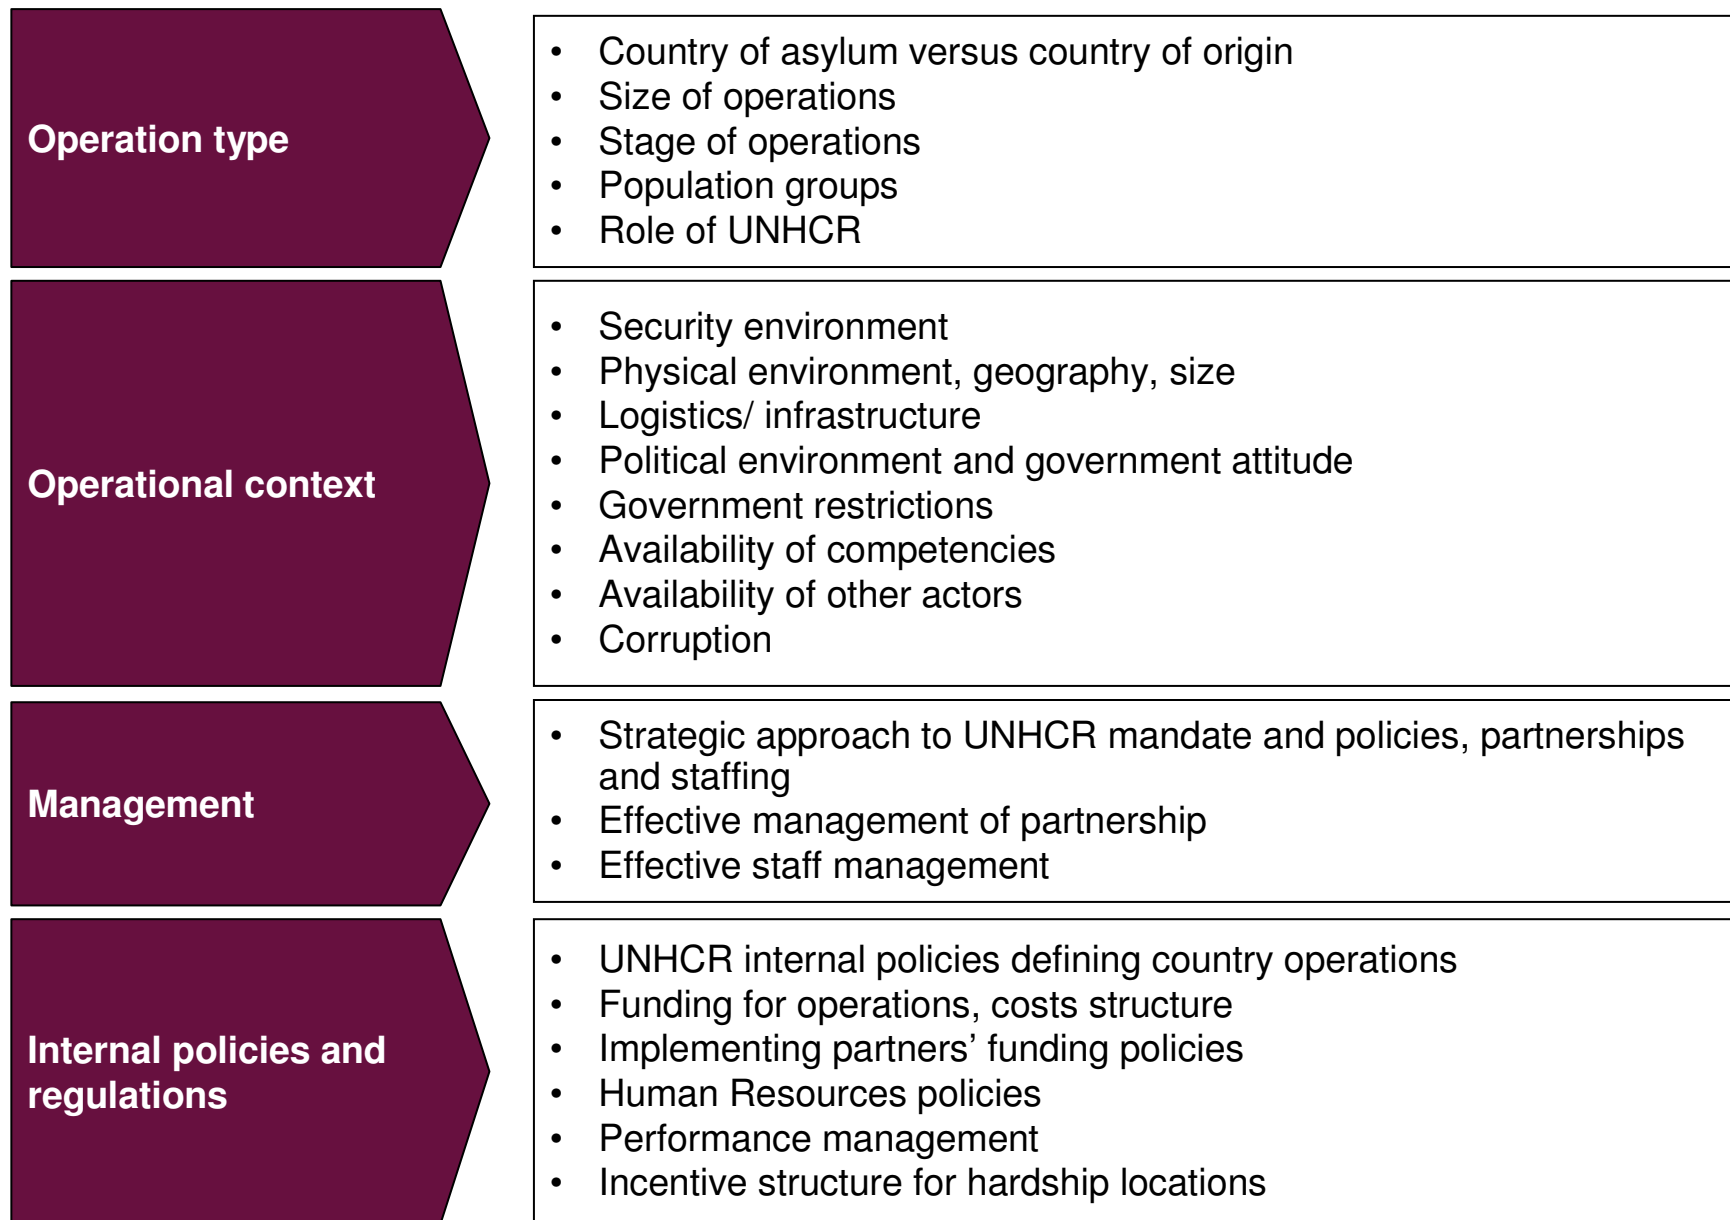 Operation type
• Country of asylum versus country of origin
• Size of operations
• Stage of operations
• Population groups
• Role of UNHCR
Operational context
• Security environment
• Physical environment, geography, size
• Logistics/ infrastructure
• Political environment and government attitude
• Government restrictions
• Availability of competencies
• Availability of other actors
• Corruption
Management
• Strategic approach to UNHCR mandate and policies, partnerships
and staffing
• Effective management of partnership
• Effective staff management
Internal policies and
regulations
• UNHCR internal policies defining country operations
• Funding for operations, costs structure
• Implementing partners’ funding policies
• Human Resources policies
• Performance management
• Incentive structure for hardship locations